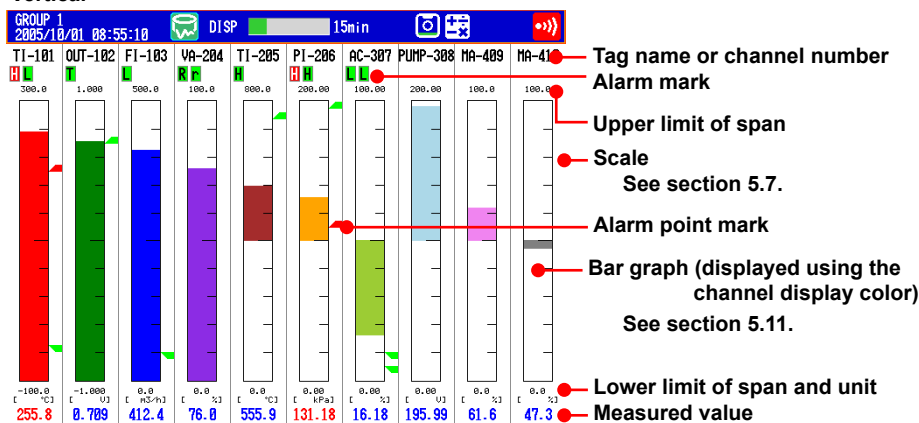 GROUP 1
2005/10/01 08:55:10 DISP 15min
TI-101 OUT-102 FI-103 VA-204 TI-205 PI-206 AC-307 PUMP-308 MA-409 MA-410
H L T L R r H H H L L
300.0 1.000 500.0 100.0 800.0 200.00 100.00 200.00 100.0 100.0
-100.0 -1.000 0.0 0.0 0.0 0.00 0.00 0.00 0.0 0.0
[ °C] [ V] [ m3/h] [ %] [ °C] [ kPa] [ %] [ V] [ %] [ %]
255.8 0.709 412.4 76.0 555.9 131.18 16.18 195.99 61.6 47.3
Tag name or channel number
Alarm mark
Upper limit of span
Scale
See section 5.7.
Alarm point mark
Bar graph (displayed using the
channel display color)
See section 5.11.
Lower limit of span and unit
Measured value